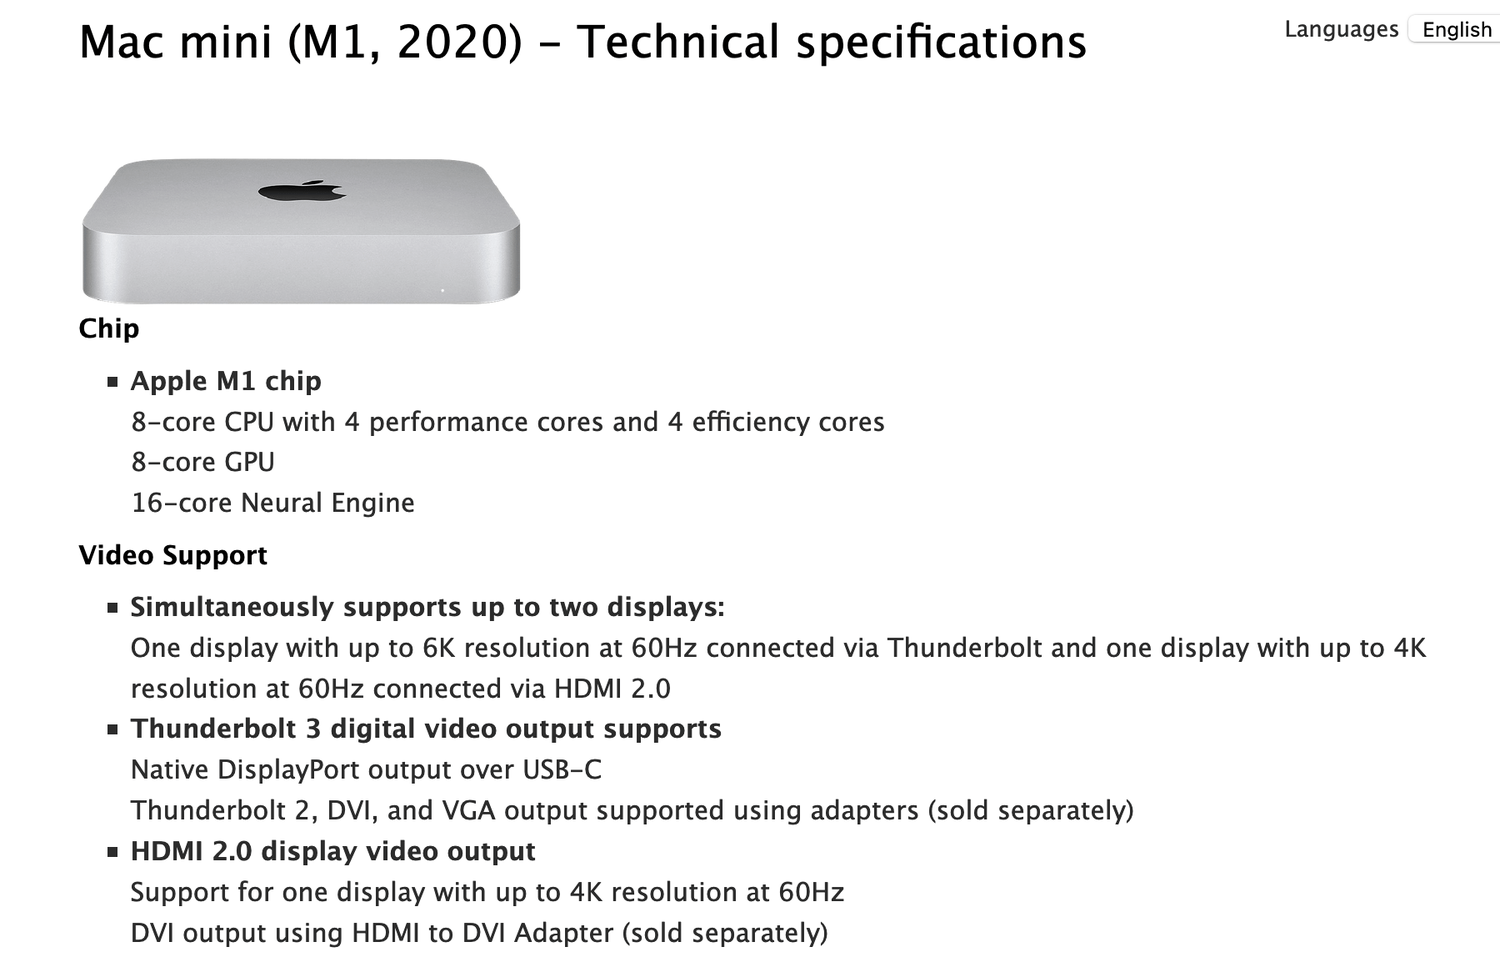 Mac mini (M1, 2020) – Technical specifications
Languages English
Chip
Apple M1 chip
8-core CPU with 4 performance cores and 4 efficiency cores
8-core GPU
16-core Neural Engine
Video Support
Simultaneously supports up to two displays:
One display with up to 6K resolution at 60Hz connected via Thunderbolt and one display with up to 4K
resolution at 60Hz connected via HDMI 2.0
Thunderbolt 3 digital video output supports
Native DisplayPort output over USB-C
Thunderbolt 2, DVI, and VGA output supported using adapters (sold separately)
HDMI 2.0 display video output
Support for one display with up to 4K resolution at 60Hz
DVI output using HDMI to DVI Adapter (sold separately)